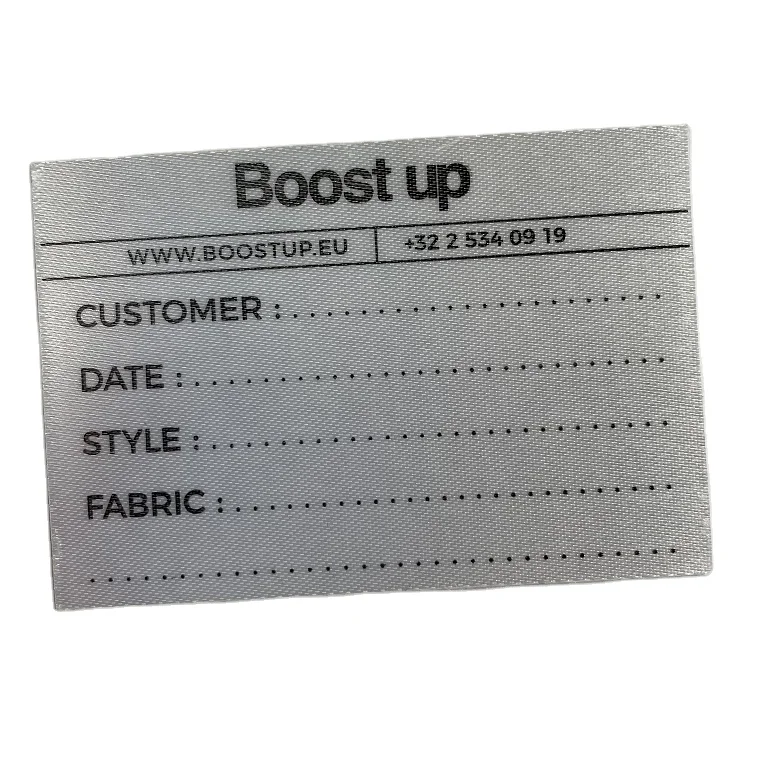 Boost up
WWW.BOOSTUP.EU | +32 2 534 09 19
CUSTOMER : ..........................
DATE : .................................
STYLE : ................................
FABRIC : ...............................
.........................................